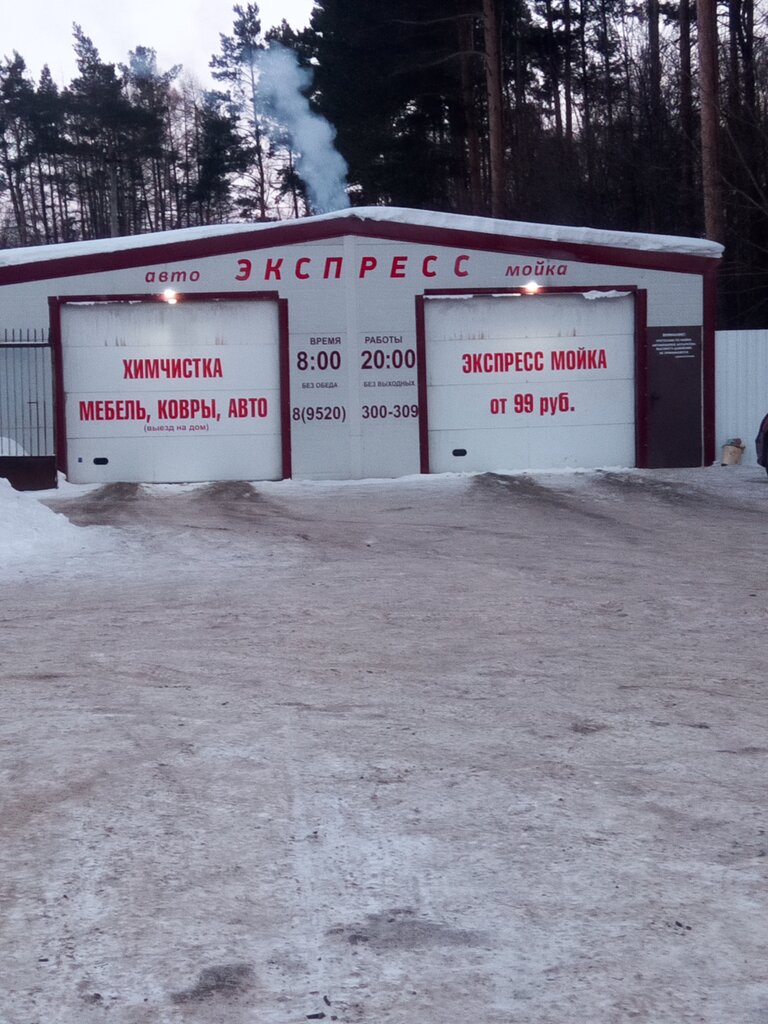 авто ЭКСПРЕСС мойка
ХИМЧИСТКА
МЕБЕЛЬ, КОВРЫ, АВТО
(выезд на дом)
ВРЕМЯ РАБОТЫ
8:00 20:00
БЕЗ ОБЕДА БЕЗ ВЫХОДНЫХ
8(9520) 300-309
ЭКСПРЕСС МОЙКА
от 99 руб.